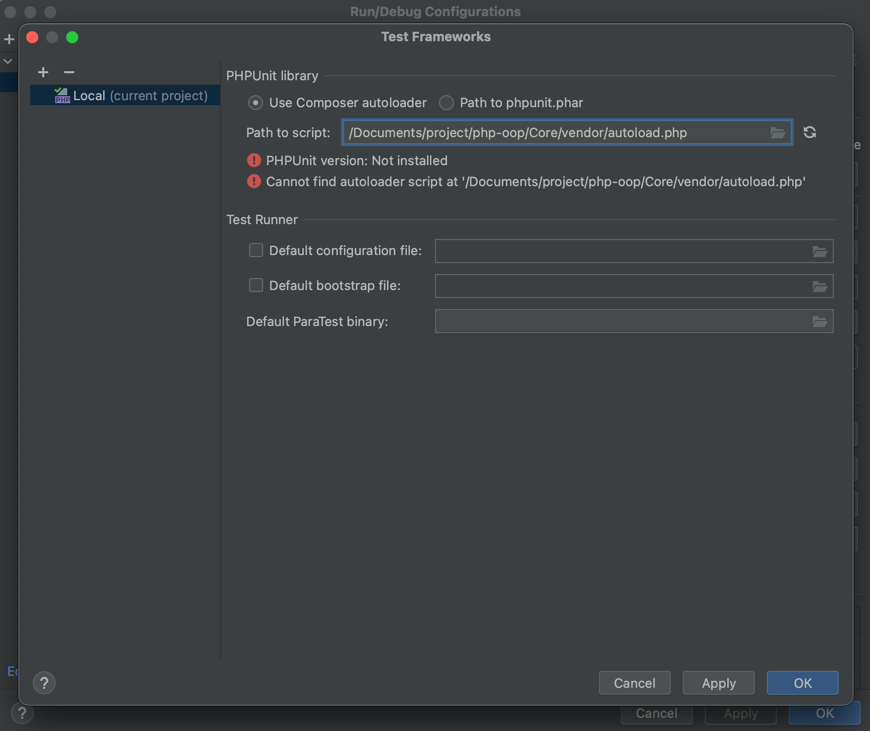 Run/Debug Configurations
Test Frameworks
Local (current project)
PHP
PHPUnit library
Use Composer autoloader
Path to phpunit.phar
Path to script:
/Documents/project/php-oop/Core/vendor/autoload.php
PHPUnit version: Not installed
Cannot find autoloader script at '/Documents/project/php-oop/Core/vendor/autoload.php'
Test Runner
Default configuration file:
Default bootstrap file:
Default ParaTest binary:
?
Cancel
Apply
OK
?
Cancel
Apply
OK